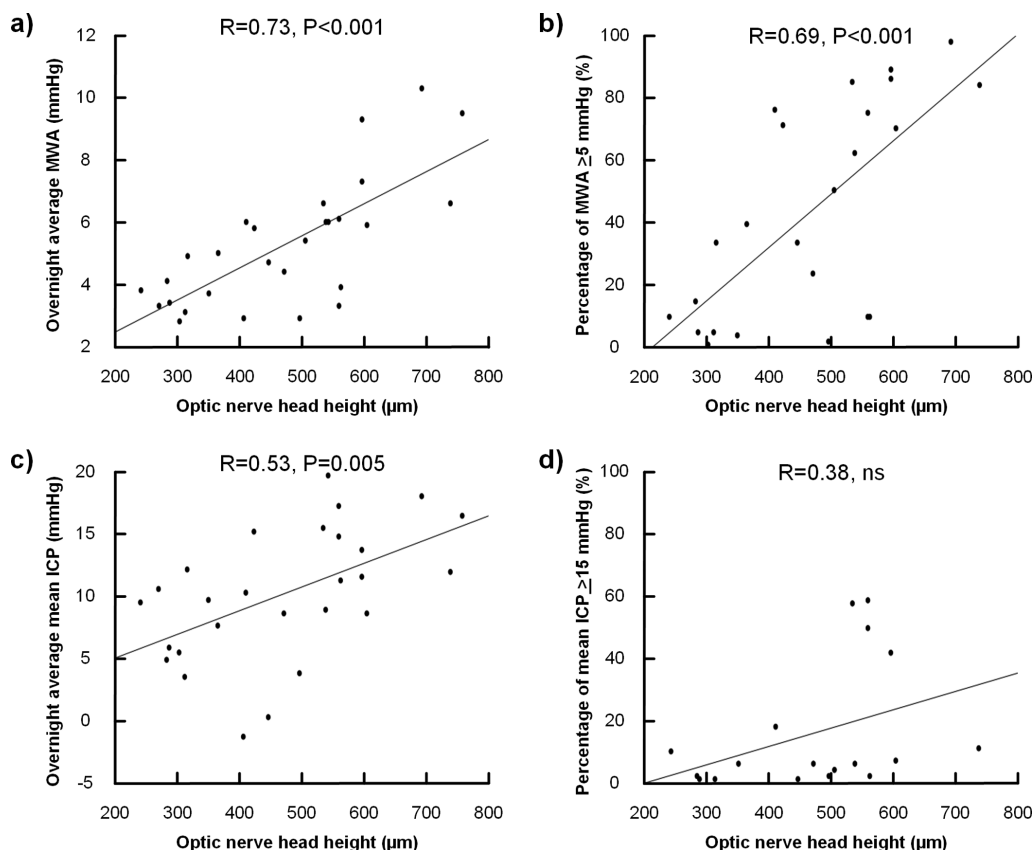 a)
R=0.73, P<0.001
12
10
8
6
4
2
Overnight average MWA (mmHg)
200 300 400 500 600 700 800
Optic nerve head height (µm)
b)
R=0.69, P<0.001
100
80
60
40
20
0
Percentage of MWA ≥5 mmHg (%)
200 300 400 500 600 700 800
Optic nerve head height (µm)
c)
R=0.53, P=0.005
20
15
10
5
0
-5
Overnight average mean ICP (mmHg)
200 300 400 500 600 700 800
Optic nerve head height (µm)
d)
R=0.38, ns
100
80
60
40
20
0
Percentage of mean ICP ≥15 mmHg (%)
200 300 400 500 600 700 800
Optic nerve head height (µm)